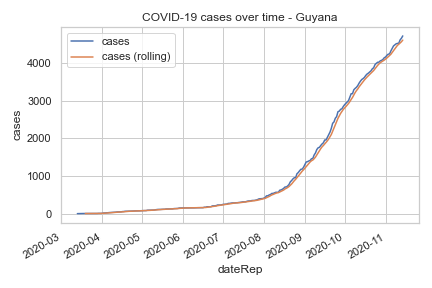 COVID-19 cases over time - Guyana
cases
cases (rolling)
cases
4000
3000
2000
1000
0
2020-03
2020-04
2020-05
2020-06
2020-07
2020-08
2020-09
2020-10
2020-11
dateRep